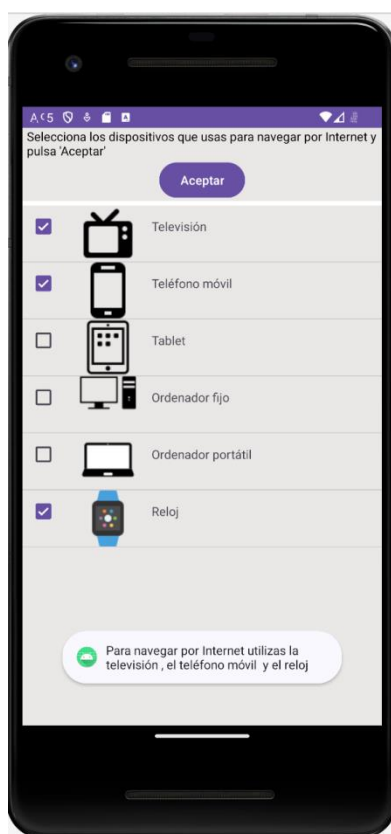 Selecciona los dispositivos que usas para navegar por Internet y
pulsa 'Aceptar'
Aceptar
Televisión
Teléfono móvil
Tablet
Ordenador fijo
Ordenador portátil
Reloj
Para navegar por Internet utilizas la
televisión , el teléfono móvil y el reloj